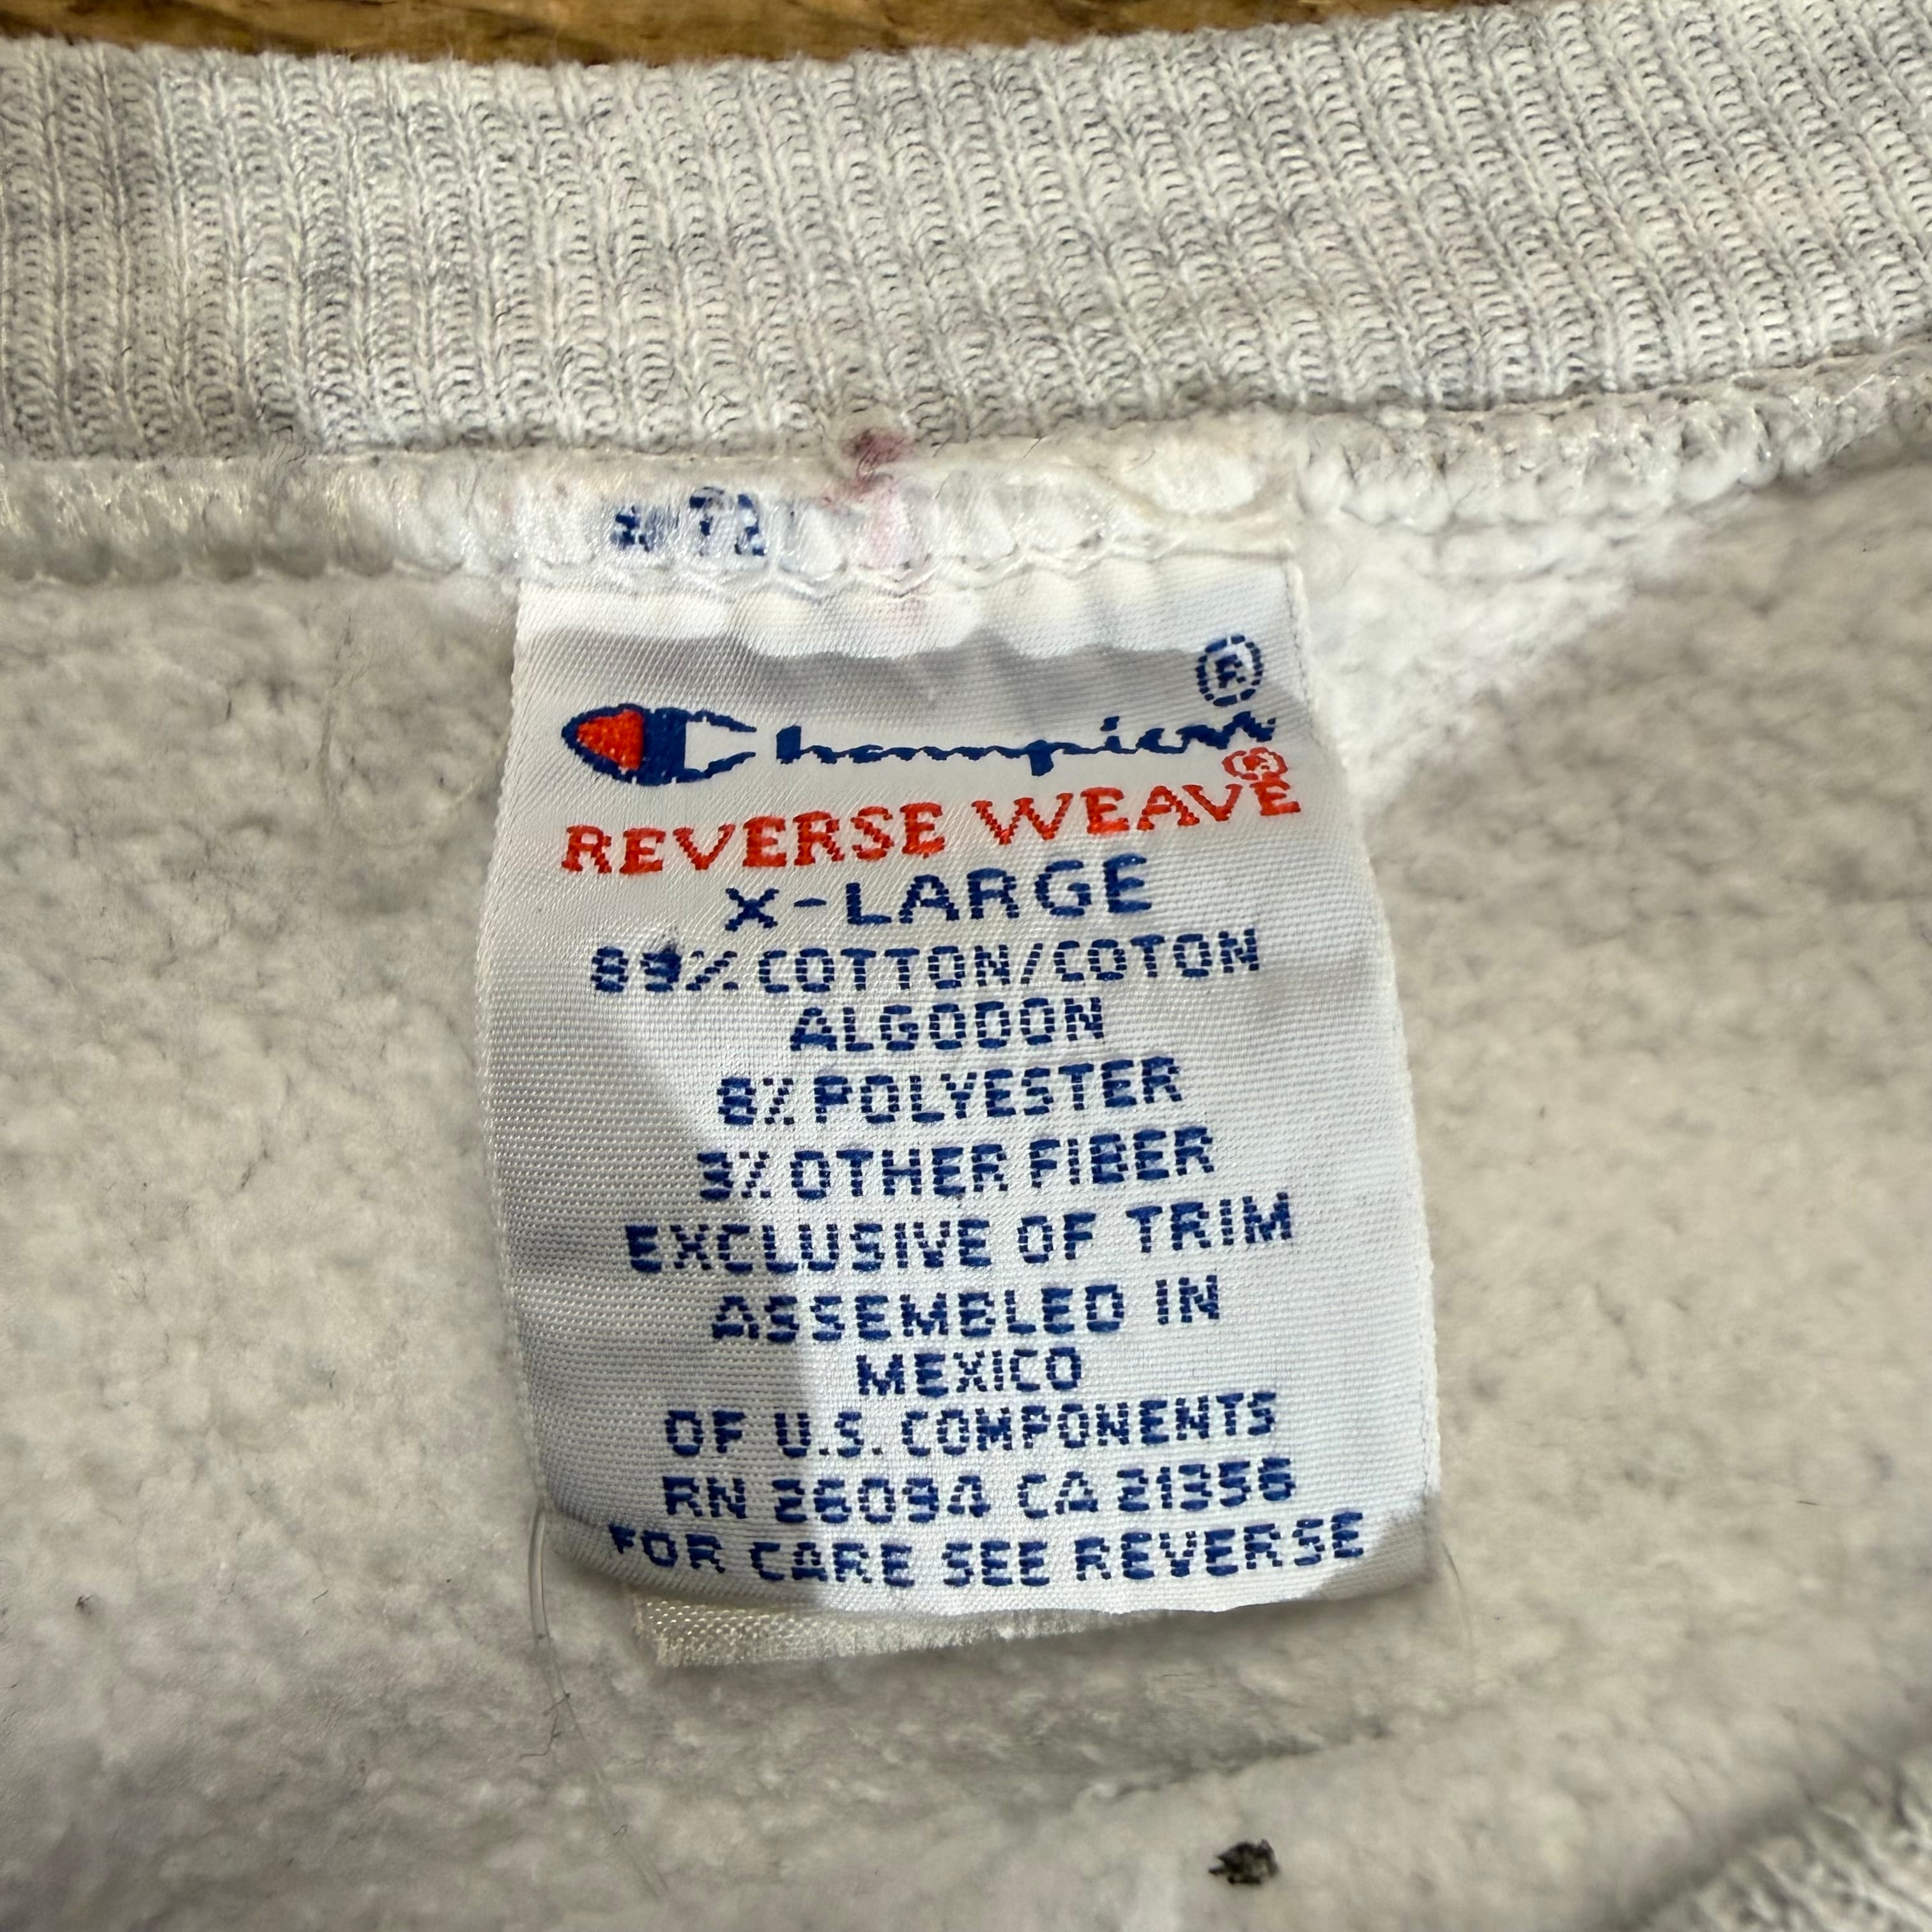 72
®
Champion
®
REVERSE WEAVE
X-LARGE
89% COTTON/COTON
ALGODON
8% POLYESTER
3% OTHER FIBER
EXCLUSIVE OF TRIM
ASSEMBLED IN
MEXICO
OF U.S. COMPONENTS
RN 26094 CA 21356
FOR CARE SEE REVERSE